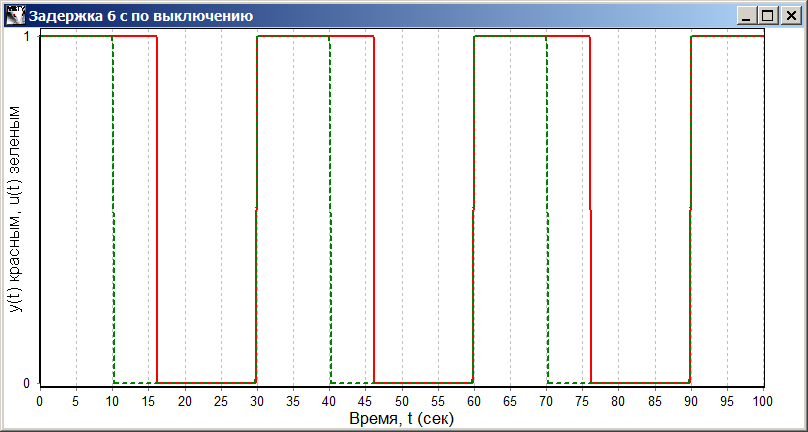 Задержка 6 с по выключению
y(t) красным, u(t) зеленым
1
0
0 5 10 15 20 25 30 35 40 45 50 55 60 65 70 75 80 85 90 95 100
Время, t (сек)